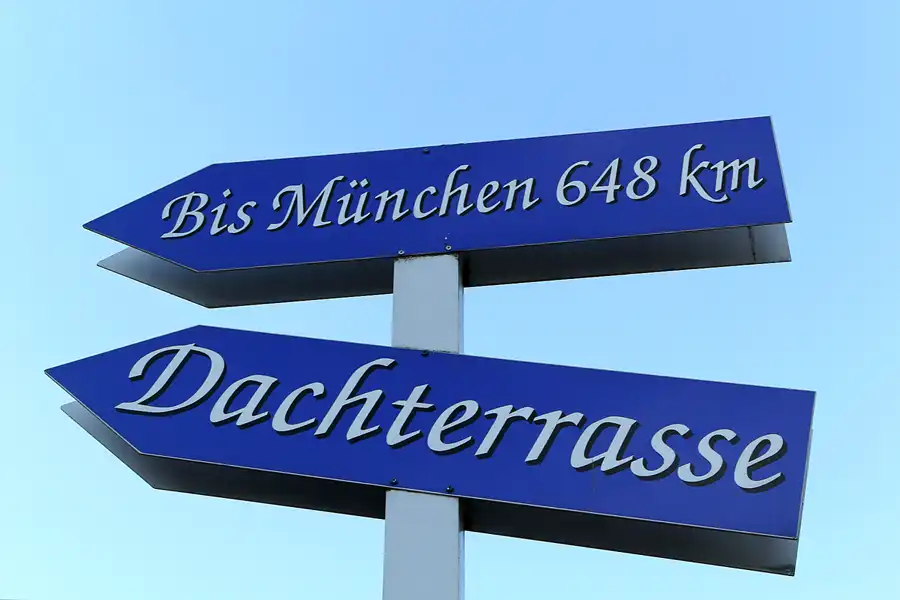 Bis München 648 km
Dachterrasse